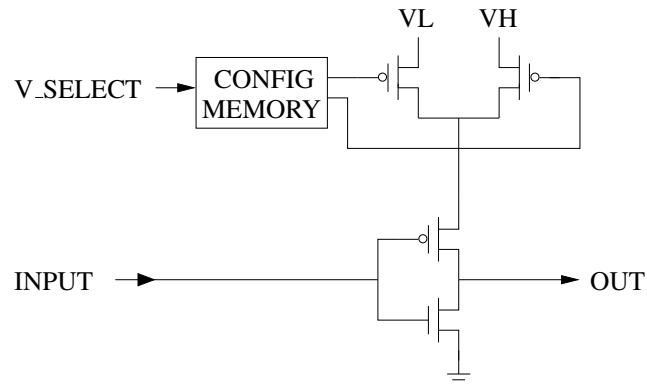 VL VH
V_SELECT
CONFIG
MEMORY
INPUT
OUT